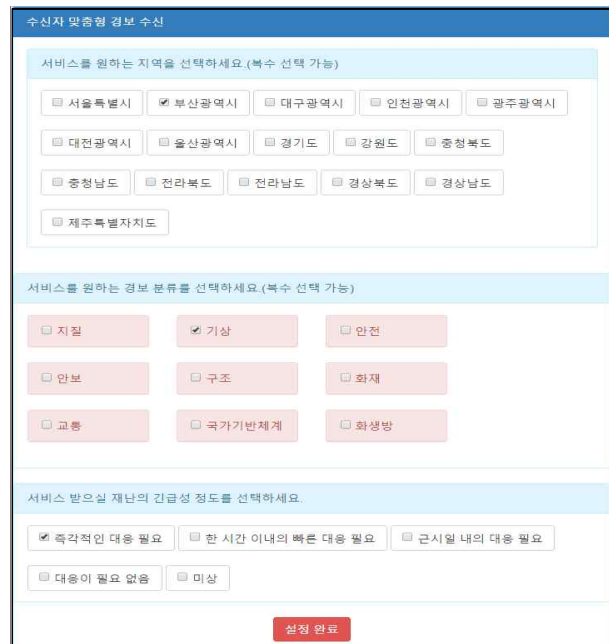 수신자 맞춤형 경보 수신
서비스를 원하는 지역을 선택하세요.(복수 선택 가능)
서울특별시 부산광역시 대구광역시 인천광역시 광주광역시
대전광역시 울산광역시 경기도 강원도 충청북도
충청남도 전라북도 전라남도 경상북도 경상남도
제주특별자치도
서비스를 원하는 경보 분류를 선택하세요.(복수 선택 가능)
지질 기상 안전
안보 구조 화재
교통 국가기반체계 화생방
서비스 받으실 재난의 긴급성 정도를 선택하세요.
즉각적인 대응 필요 한 시간 이내의 빠른 대응 필요 근시일 내의 대응 필요
대응이 필요 없음 미상
설정 완료